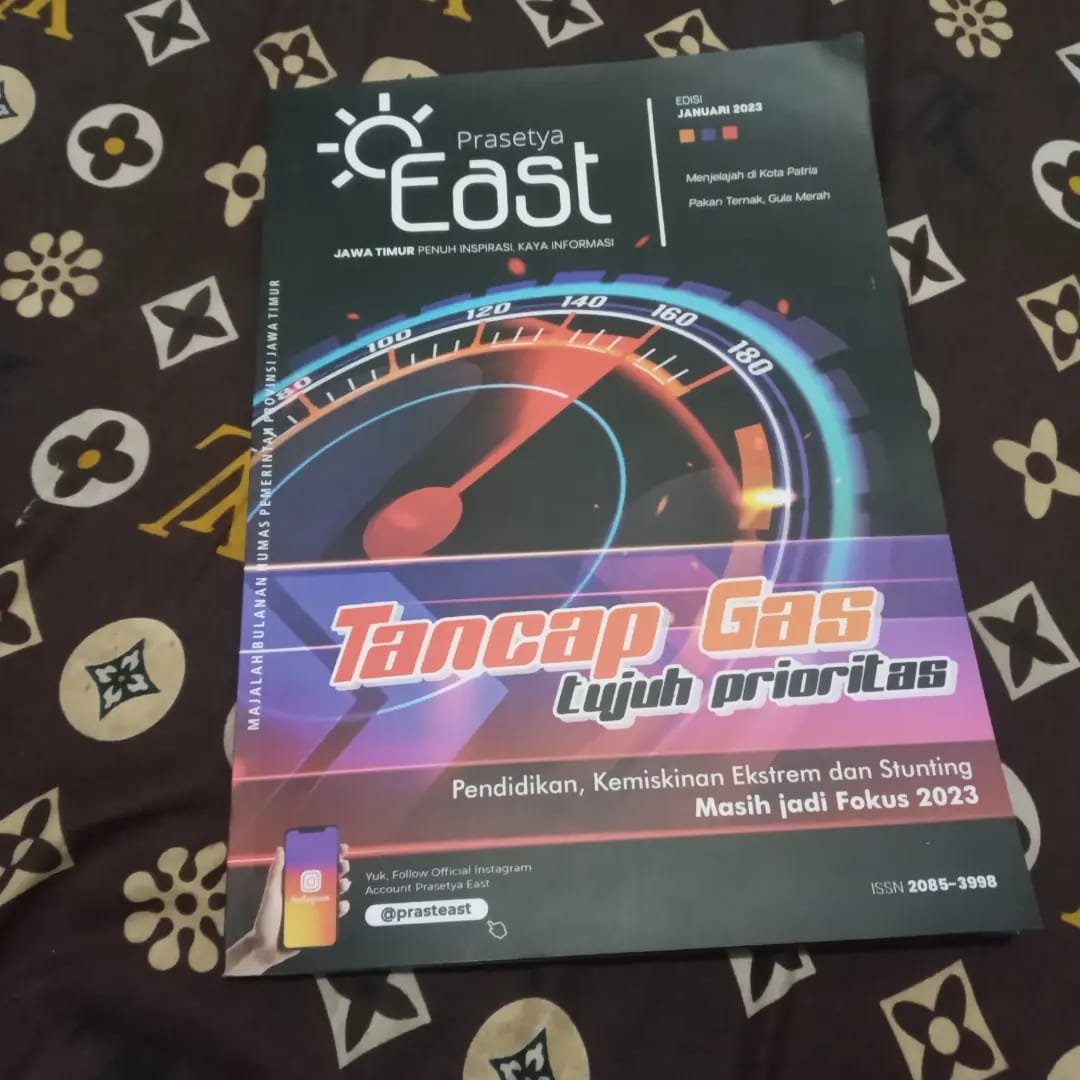 Prasetya
East
JAWA TIMUR PENUH INSPIRASI, KAYA INFORMASI
EDISI
JANUARI 2023
Menjelajah di Kota Patria
Pakan Ternak, Gula Merah
MAJALAH BULANAN HUMAS PEMERINTAH PROVINSI JAWA TIMUR
80
100
120
140
160
180
Tancap Gas
tujuh prioritas
Pendidikan, Kemiskinan Ekstrem dan Stunting
Masih jadi Fokus 2023
Yuk, Follow Official Instagram
Account Prasetya East
@prasteast
Instagram
ISSN 2085-3998